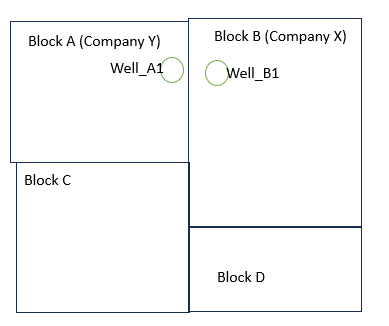 Block A (Company Y)
Block B (Company X)
Well_A1
Well_B1
Block C
Block D